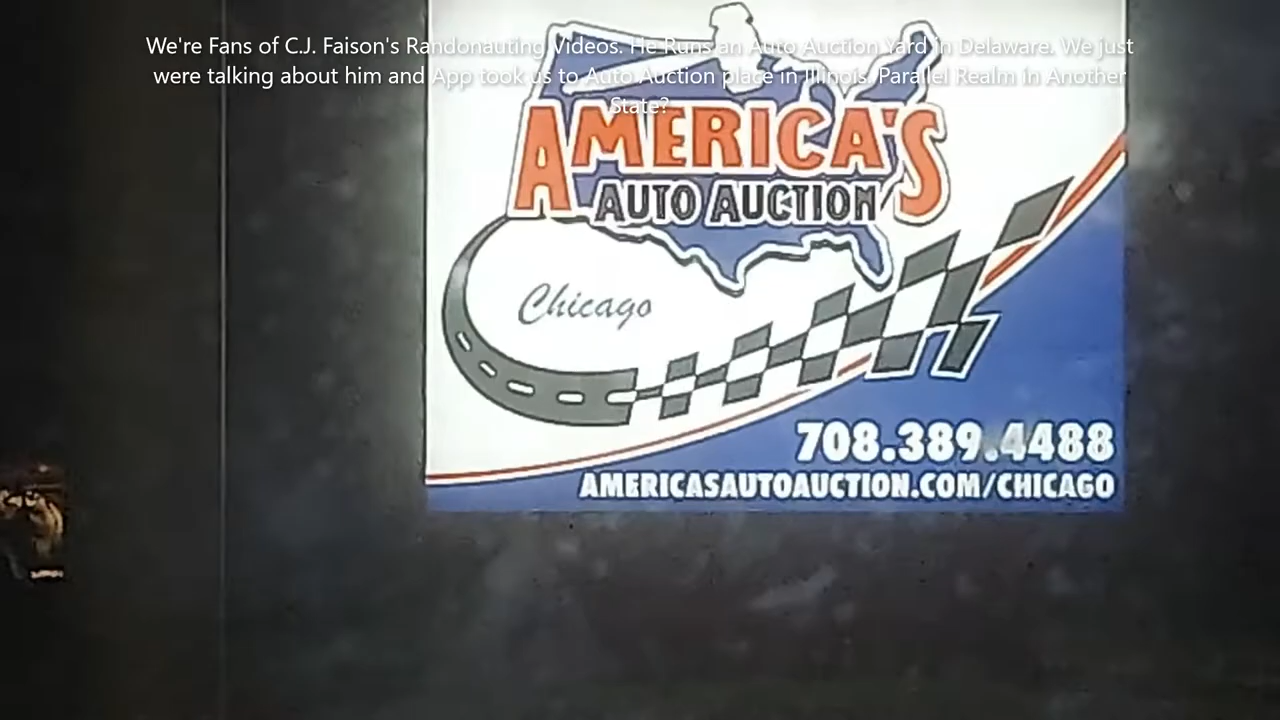 We're Fans of C.J. Faison's Randonauting Videos. He Runs an Auto Auction Yard in Delaware. We just
were talking about him and App took us to Auto Auction place in Illinois. Parallel Realm in Another
State?
AMERICA'S
AUTO AUCTION
Chicago
708.389.4488
AMERICASAUTOAUCTION.COM/CHICAGO